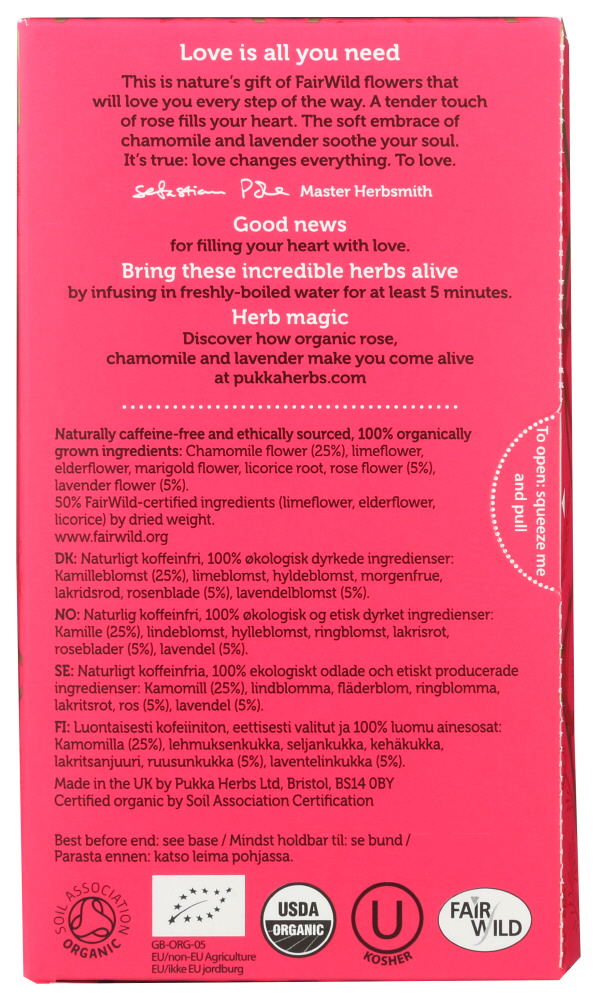 Love is all you need
This is nature's gift of FairWild flowers that
will love you every step of the way. A tender touch
of rose fills your heart. The soft embrace of
chamomile and lavender soothe your soul.
It's true: love changes everything. To love.
Sebastian Pole Master Herbsmith
Good news
for filling your heart with love.
Bring these incredible herbs alive
by infusing in freshly-boiled water for at least 5 minutes.
Herb magic
Discover how organic rose,
chamomile and lavender make you come alive
at pukkaherbs.com
To open: squeeze me
and pull
Naturally caffeine-free and ethically sourced, 100% organically
grown ingredients: Chamomile flower (25%), limeflower,
elderflower, marigold flower, licorice root, rose flower (5%),
lavender flower (5%).
50% FairWild-certified ingredients (limeflower, elderflower,
licorice) by dried weight.
www.fairwild.org
DK: Naturligt koffeinfri, 100% økologisk dyrkede ingredienser:
Kamilleblomst (25%), limeblomst, hyldeblomst, morgenfrue,
lakridsrod, rosenblade (5%), lavendelblomst (5%).
NO: Naturlig koffeinfri, 100% økologisk og etisk dyrket ingredienser:
Kamille (25%), lindeblomst, hylleblomst, ringblomst, lakrisrot,
roseblader (5%), lavendel (5%).
SE: Naturligt koffeinfria, 100% ekologiskt odlade och etiskt producerade
ingredienser: Kamomill (25%), lindblomma, fläderblom, ringblomma,
lakritsrot, ros (5%), lavendel (5%).
FI: Luontaisesti kofeiiniton, eettisesti valitut ja 100% luomu ainesosat:
Kamomilla (25%), lehmuksenkukka, seljankukka, kehäkukka,
lakritsanjuuri, ruusunkukka (5%), laventelinkukka (5%).
Made in the UK by Pukka Herbs Ltd, Bristol, BS14 0BY
Certified organic by Soil Association Certification
Best before end: see base / Mindst holdbar til: se bund /
Parasta ennen: katso leima pohjassa.
SOIL ASSOCIATION
ORGANIC
GB-ORG-05
EU/non-EU Agriculture
EU/ikke EU jordburg
USDA
ORGANIC
U
KOSHER
FAIR
WILD